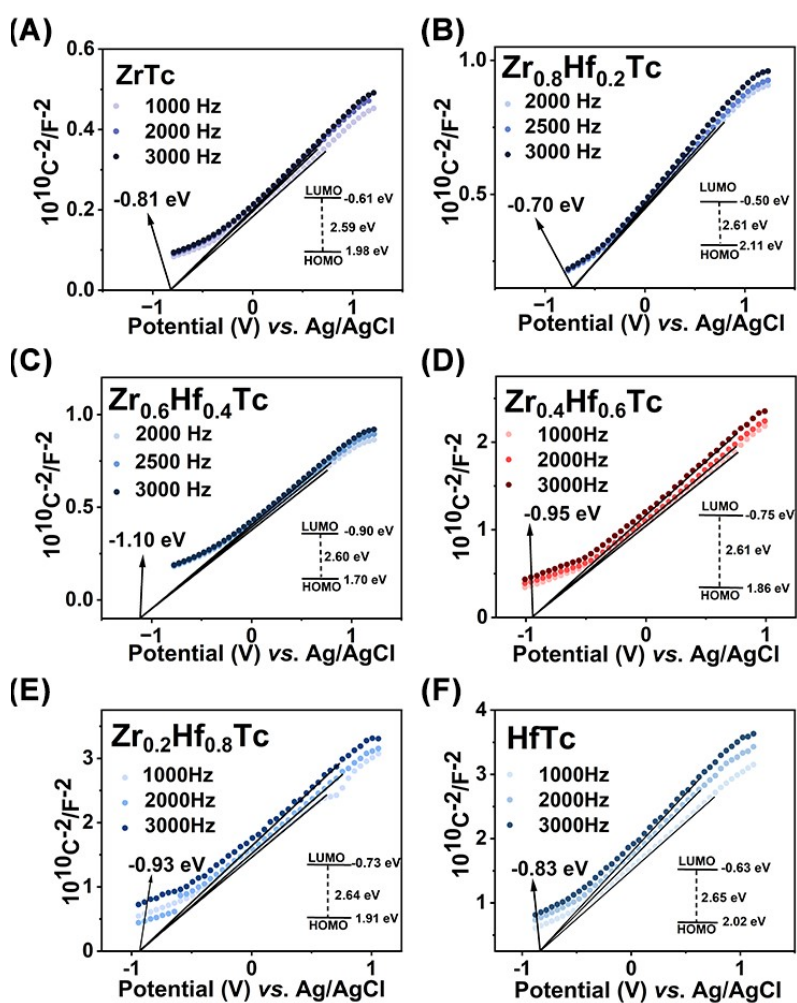 (A)
ZrTc
1000 Hz
2000 Hz
3000 Hz
-0.81 eV
LUMO
-0.61 eV
2.59 eV
1.98 eV
HOMO
0.6
0.4
0.2
0.0
10¹⁰C⁻²/F⁻²
−1
0
1
Potential (V) vs. Ag/AgCl
(B)
Zr₀.₈Hf₀.₂Tc
2000 Hz
2500 Hz
3000 Hz
-0.70 eV
LUMO
-0.50 eV
2.61 eV
2.11 eV
HOMO
1.0
0.5
10¹⁰C⁻²/F⁻²
−1
0
1
Potential (V) vs. Ag/AgCl
(C)
Zr₀.₆Hf₀.₄Tc
2000 Hz
2500 Hz
3000 Hz
-1.10 eV
LUMO
-0.90 eV
2.60 eV
1.70 eV
HOMO
1.0
0.5
0.0
10¹⁰C⁻²/F⁻²
−1
0
1
Potential (V) vs. Ag/AgCl
(D)
Zr₀.₄Hf₀.₆Tc
1000Hz
2000Hz
3000Hz
-0.95 eV
LUMO
-0.75 eV
2.61 eV
1.86 eV
HOMO
2
1
0
10¹⁰C⁻²/F⁻²
-1
0
1
Potential (V) vs. Ag/AgCl
(E)
Zr₀.₂Hf₀.₈Tc
1000Hz
2000Hz
3000Hz
-0.93 eV
LUMO
-0.73 eV
2.64 eV
1.91 eV
HOMO
3
2
1
0
10¹⁰C⁻²/F⁻²
-1
0
1
Potential (V) vs. Ag/AgCl
(F)
HfTc
1000Hz
2000Hz
3000Hz
-0.83 eV
LUMO
-0.63 eV
2.65 eV
2.02 eV
HOMO
4
3
2
1
10¹⁰C⁻²/F⁻²
-1
0
1
Potential (V) vs. Ag/AgCl